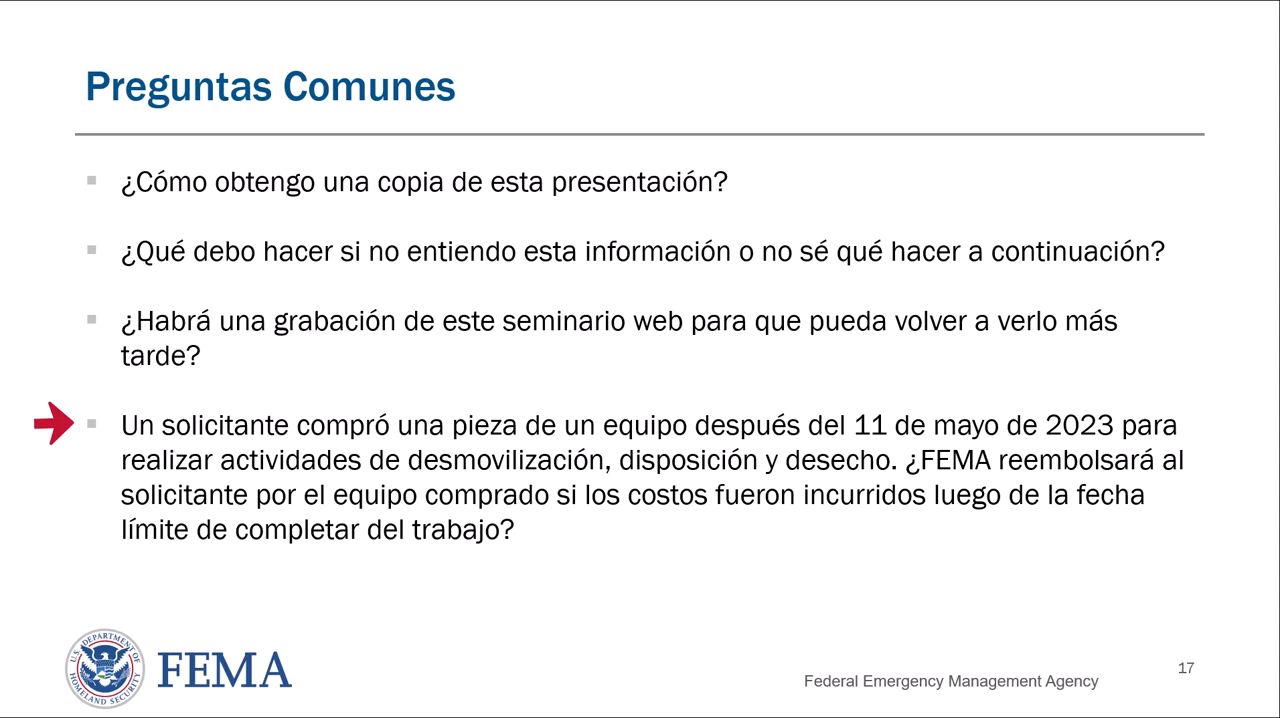 Preguntas Comunes
¿Cómo obtengo una copia de esta presentación?
¿Qué debo hacer si no entiendo esta información o no sé qué hacer a continuación?
¿Habrá una grabación de este seminario web para que pueda volver a verlo más
tarde?
Un solicitante compró una pieza de un equipo después del 11 de mayo de 2023 para
realizar actividades de desmovilización, disposición y desecho. ¿FEMA reembolsará al
solicitante por el equipo comprado si los costos fueron incurridos luego de la fecha
límite de completar del trabajo?
U.S. DEPARTMENT OF
HOMELAND SECURITY
FEMA
Federal Emergency Management Agency
17